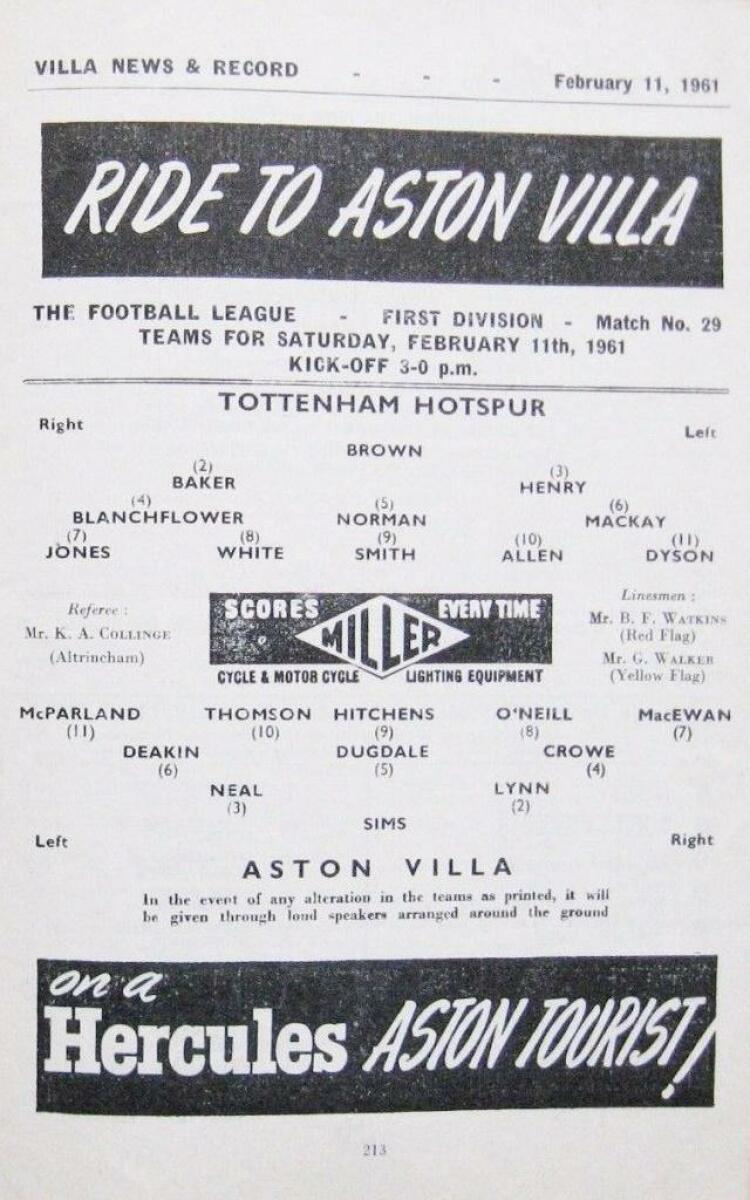 VILLA NEWS & RECORD - - - February 11, 1961
RIDE TO ASTON VILLA
THE FOOTBALL LEAGUE - FIRST DIVISION - Match No. 29
TEAMS FOR SATURDAY, FEBRUARY 11th, 1961
KICK-OFF 3-0 p.m.
TOTTENHAM HOTSPUR
Right Left
BROWN
(2) (3)
BAKER HENRY
(4) (5) (6)
BLANCHFLOWER NORMAN MACKAY
(7) (8) (9) (10) (11)
JONES WHITE SMITH ALLEN DYSON
Referee :
Mr. K. A. COLLINGE
(Altrincham)
SCORES EVERY TIME
MILLER
CYCLE & MOTOR CYCLE LIGHTING EQUIPMENT
Linesmen :
Mr. B. F. WATKINS
(Red Flag)
Mr. G. WALKER
(Yellow Flag)
McPARLAND THOMSON HITCHENS O'NEILL MacEWAN
(11) (10) (9) (8) (7)
DEAKIN DUGDALE CROWE
(6) (5) (4)
NEAL LYNN
(3) (2)
SIMS
Left Right
ASTON VILLA
In the event of any alteration in the teams as printed, it will
be given through loud speakers arranged around the ground
on a
Hercules ASTON TOURIST!
213